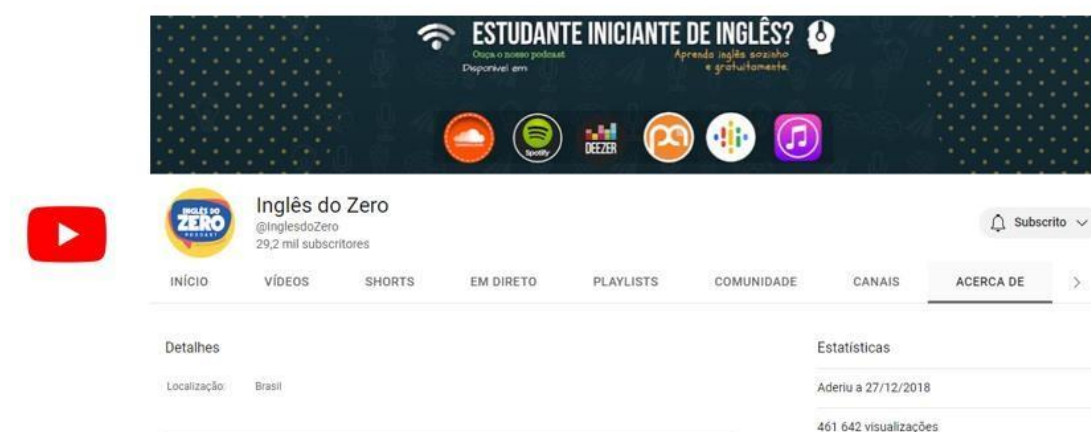 ESTUDANTE INICIANTE DE INGLÊS?
Ouça o nosso podcast
Disponível em
Aprenda inglês sozinho
e gratuitamente.
Spotify
DEEZER
INGLÊS DO
ZERO
PODCAST
Inglês do Zero
@InglesdoZero
29,2 mil subscritores
Subscrito
INÍCIO VÍDEOS SHORTS EM DIRETO PLAYLISTS COMUNIDADE CANAIS ACERCA DE
Detalhes
Localização: Brasil
Estatísticas
Aderiu a 27/12/2018
461 642 visualizações